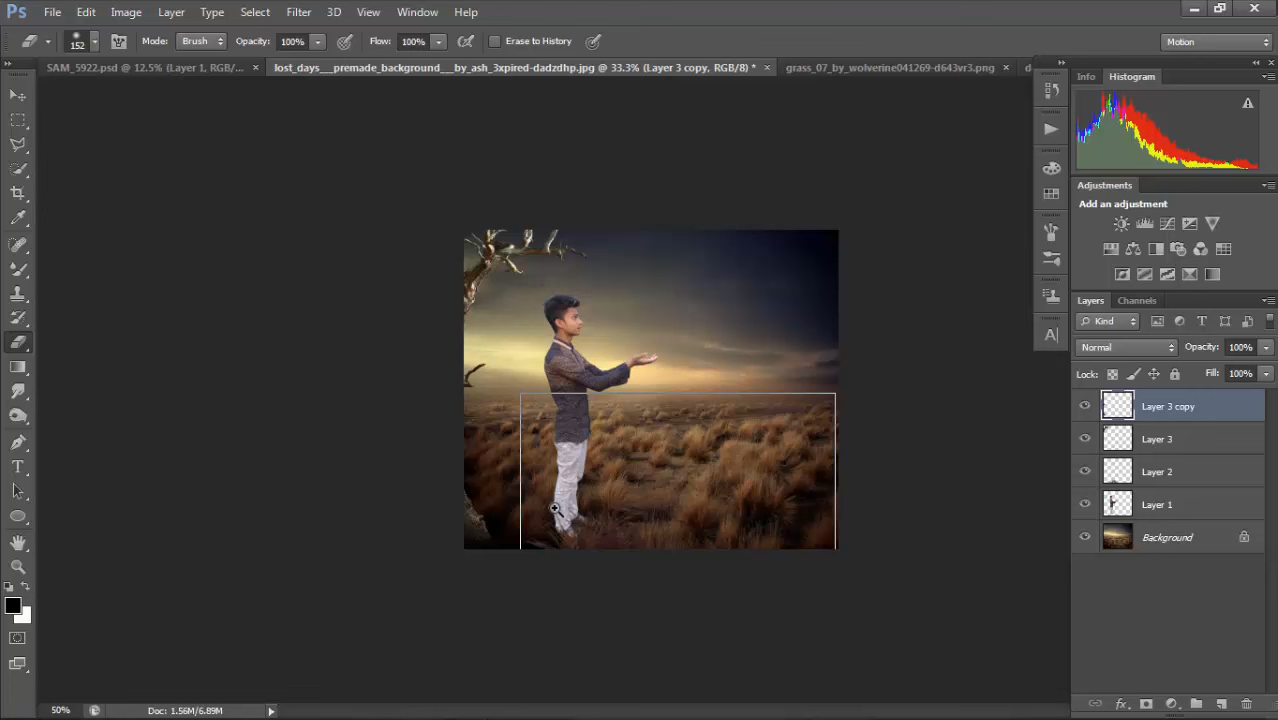 Ps File Edit Image Layer Type Select Filter 3D View Window Help
Mode: Brush Opacity: 100% Flow: 100% Erase to History Motion
152
SAM_5922.psd @ 12.5% (Layer 1, RGB/... × lost_days___premade_background___by_ash_3xpired-dadzdhp.jpg @ 33.3% (Layer 3 copy, RGB/8) * × grass_07_by_wolverine041269-d643vr3.png ×
Info Histogram
Adjustments
Add an adjustment
Layers Channels
Kind
Normal Opacity: 100%
Lock: Fill: 100%
Layer 3 copy
Layer 3
Layer 2
Layer 1
Background
50% Doc: 1.56M/6.89M